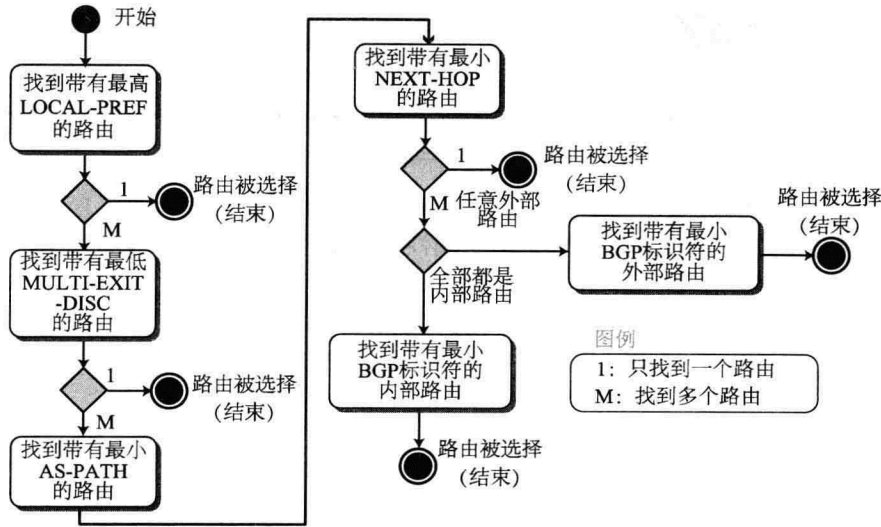 开始
找到带有最高
LOCAL-PREF
的路由
1
路由被选择
(结束)
M
找到带有最低
MULTI-EXIT
-DISC
的路由
1
路由被选择
(结束)
M
找到带有最小
AS-PATH
的路由
找到带有最小
NEXT-HOP
的路由
1
路由被选择
(结束)
M 任意外部
路由
找到带有最小
BGP标识符的
外部路由
路由被选择
(结束)
全部都是
内部路由
找到带有最小
BGP标识符的
内部路由
路由被选择
(结束)
图例
1: 只找到一个路由
M: 找到多个路由